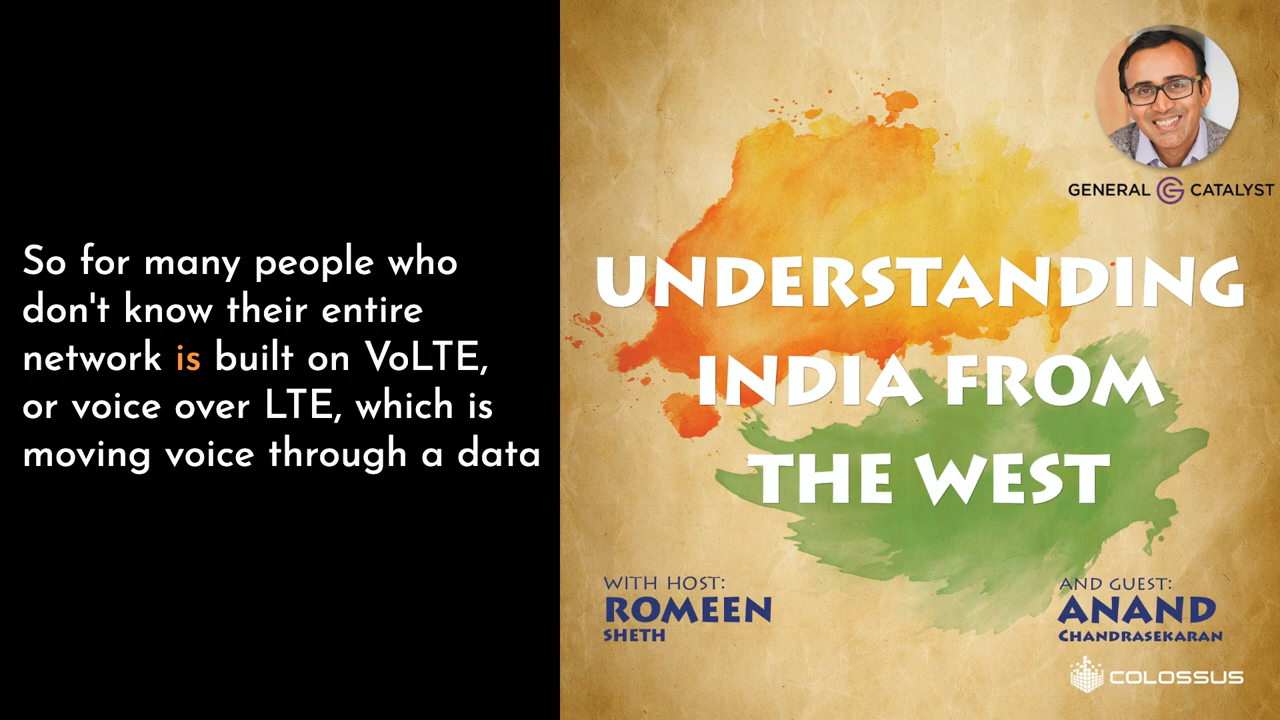 So for many people who
don't know their entire
network is built on VoLTE,
or voice over LTE, which is
moving voice through a data
GENERAL CATALYST
UNDERSTANDING
INDIA FROM
THE WEST
WITH HOST:
ROMEEN
SHETH
AND GUEST:
ANAND
CHANDRASEKARAN
COLOSSUS